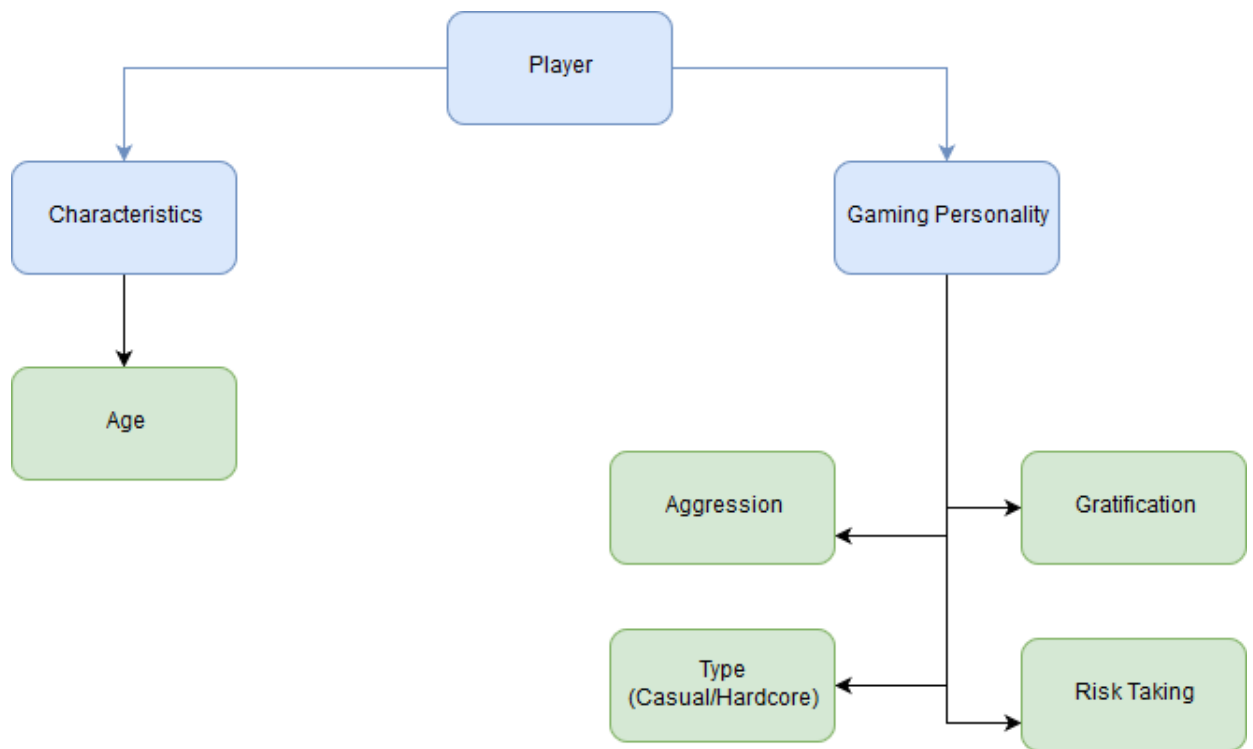 Player
Characteristics
Gaming Personality
Age
Aggression
Gratification
Type
(Casual/Hardcore)
Risk Taking